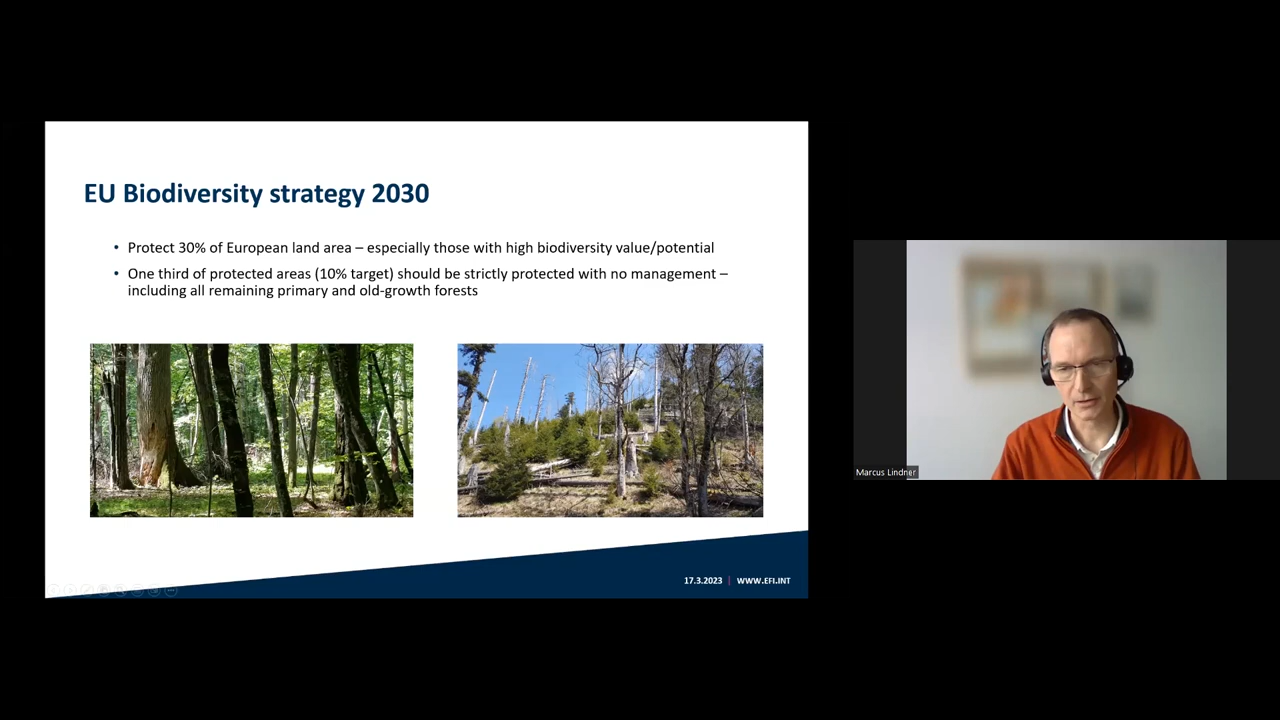 EU Biodiversity strategy 2030
• Protect 30% of European land area – especially those with high biodiversity value/potential
• One third of protected areas (10% target) should be strictly protected with no management –
including all remaining primary and old-growth forests
17.3.2023 | WWW.EFI.INT
Marcus Lindner